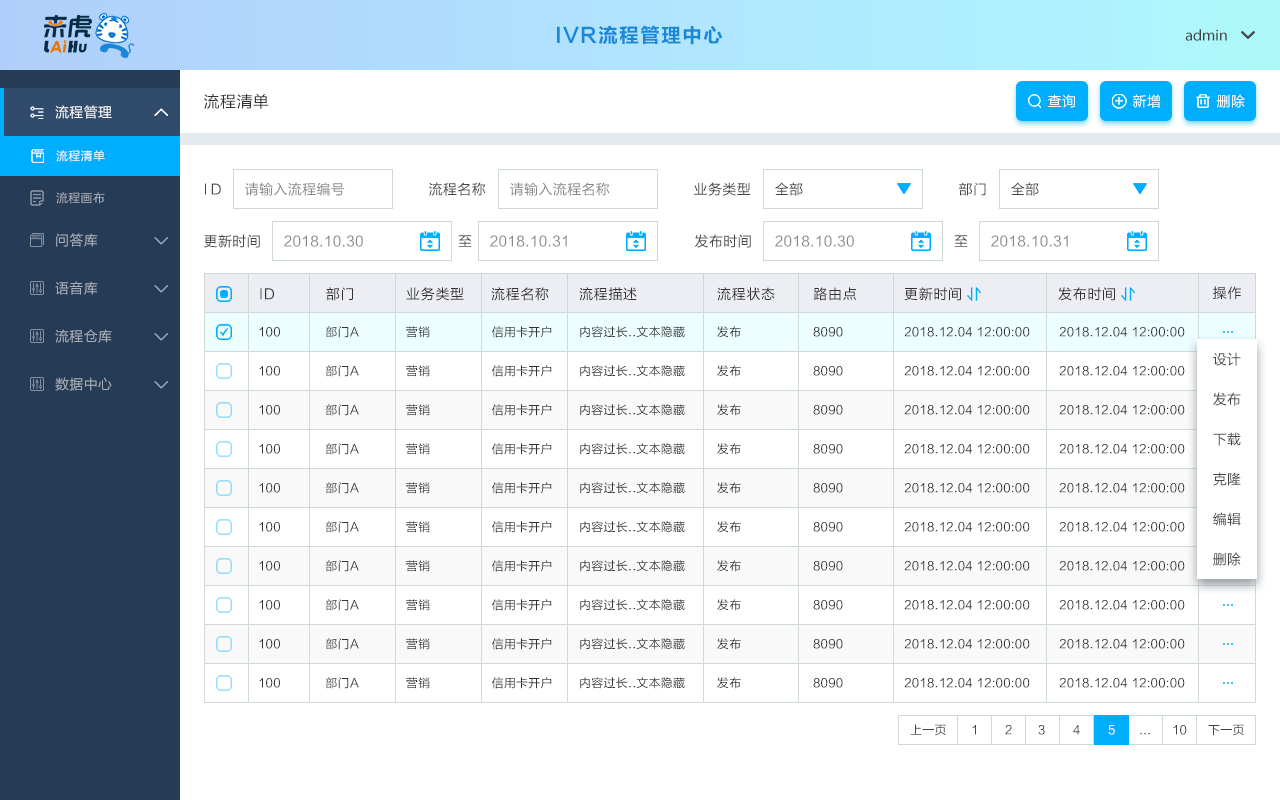 来虎
LAiHu
IVR流程管理中心
admin
流程管理
流程清单
流程画布
问答库
语音库
流程仓库
数据中心
流程清单
查询 新增 删除
ID 请输入流程编号 流程名称 请输入流程名称 业务类型 全部 部门 全部
更新时间 2018.10.30 至 2018.10.31 发布时间 2018.10.30 至 2018.10.31
ID 部门 业务类型 流程名称 流程描述 流程状态 路由点 更新时间 发布时间 操作
100 部门A 营销 信用卡开户 内容过长..文本隐藏 发布 8090 2018.12.04 12:00:00 2018.12.04 12:00:00 ...
100 部门A 营销 信用卡开户 内容过长..文本隐藏 发布 8090 2018.12.04 12:00:00 2018.12.04 12:00:00
100 部门A 营销 信用卡开户 内容过长..文本隐藏 发布 8090 2018.12.04 12:00:00 2018.12.04 12:00:00
100 部门A 营销 信用卡开户 内容过长..文本隐藏 发布 8090 2018.12.04 12:00:00 2018.12.04 12:00:00
100 部门A 营销 信用卡开户 内容过长..文本隐藏 发布 8090 2018.12.04 12:00:00 2018.12.04 12:00:00
100 部门A 营销 信用卡开户 内容过长..文本隐藏 发布 8090 2018.12.04 12:00:00 2018.12.04 12:00:00
100 部门A 营销 信用卡开户 内容过长..文本隐藏 发布 8090 2018.12.04 12:00:00 2018.12.04 12:00:00
100 部门A 营销 信用卡开户 内容过长..文本隐藏 发布 8090 2018.12.04 12:00:00 2018.12.04 12:00:00 ...
100 部门A 营销 信用卡开户 内容过长..文本隐藏 发布 8090 2018.12.04 12:00:00 2018.12.04 12:00:00 ...
100 部门A 营销 信用卡开户 内容过长..文本隐藏 发布 8090 2018.12.04 12:00:00 2018.12.04 12:00:00 ...
设计
发布
下载
克隆
编辑
删除
上一页 1 2 3 4 5 ... 10 下一页